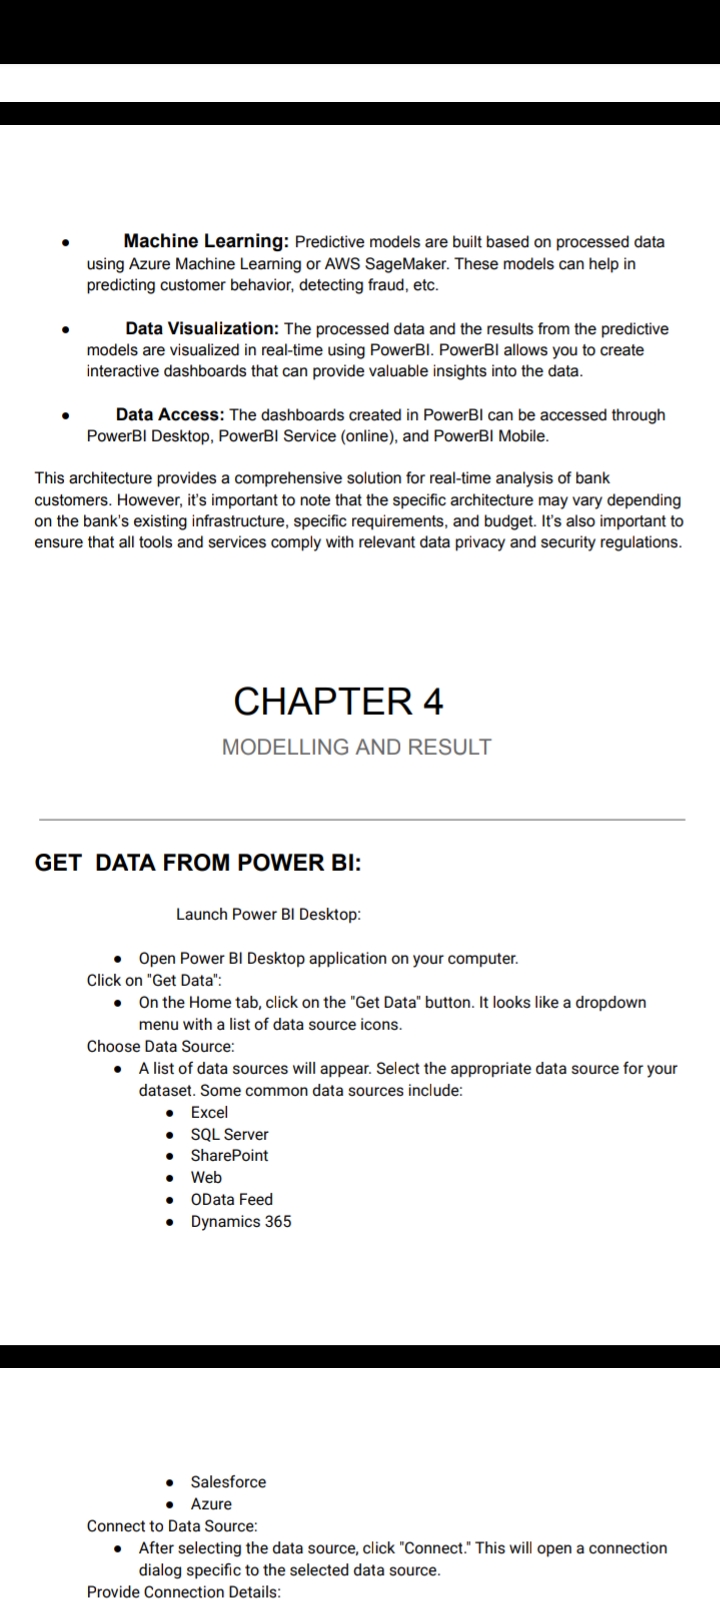 ● Machine Learning: Predictive models are built based on processed data
using Azure Machine Learning or AWS SageMaker. These models can help in
predicting customer behavior, detecting fraud, etc.
● Data Visualization: The processed data and the results from the predictive
models are visualized in real-time using PowerBI. PowerBI allows you to create
interactive dashboards that can provide valuable insights into the data.
● Data Access: The dashboards created in PowerBI can be accessed through
PowerBI Desktop, PowerBI Service (online), and PowerBI Mobile.
This architecture provides a comprehensive solution for real-time analysis of bank
customers. However, it’s important to note that the specific architecture may vary depending
on the bank's existing infrastructure, specific requirements, and budget. It’s also important to
ensure that all tools and services comply with relevant data privacy and security regulations.
CHAPTER 4
MODELLING AND RESULT
GET DATA FROM POWER BI:
Launch Power BI Desktop:
● Open Power BI Desktop application on your computer.
Click on "Get Data":
● On the Home tab, click on the "Get Data" button. It looks like a dropdown
menu with a list of data source icons.
Choose Data Source:
● A list of data sources will appear. Select the appropriate data source for your
dataset. Some common data sources include:
● Excel
● SQL Server
● SharePoint
● Web
● OData Feed
● Dynamics 365
● Salesforce
● Azure
Connect to Data Source:
● After selecting the data source, click "Connect." This will open a connection
dialog specific to the selected data source.
Provide Connection Details: